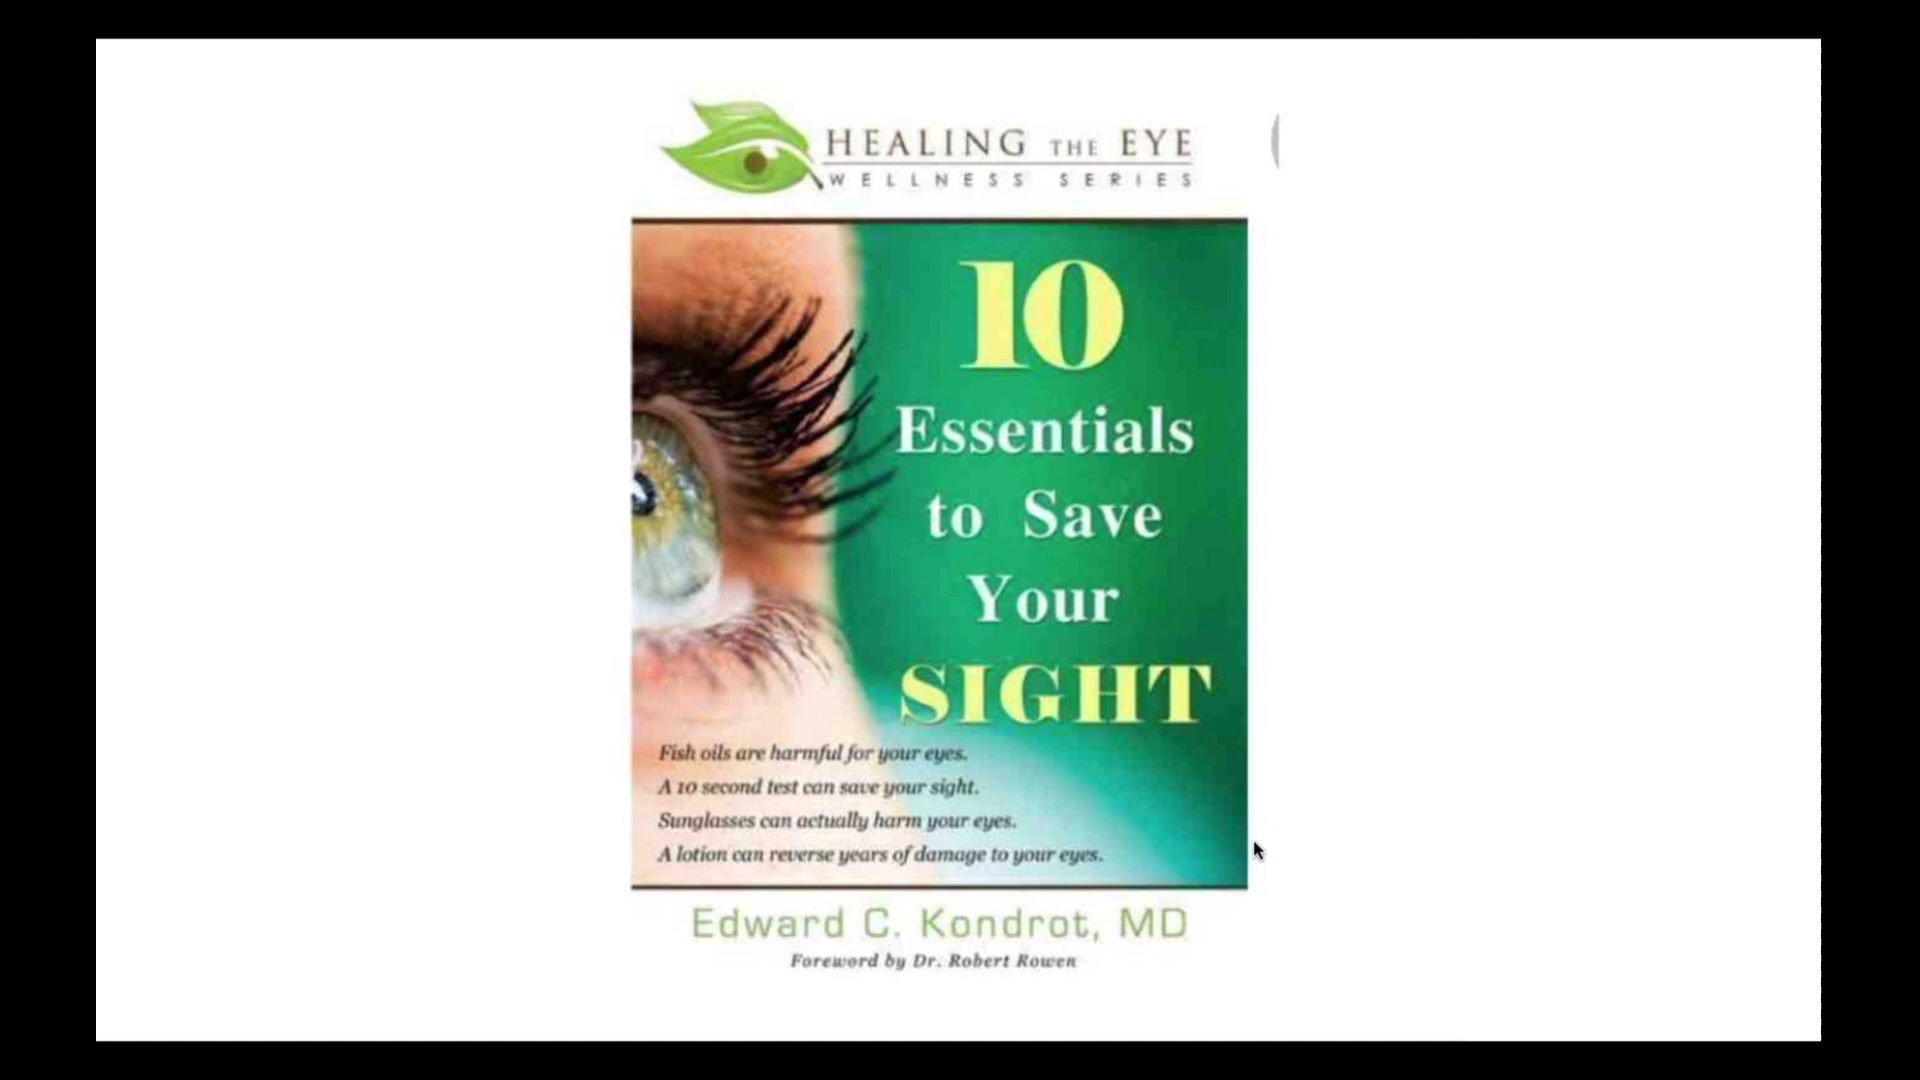 HEALING THE EYE
WELLNESS SERIES
10
Essentials
to Save
Your
SIGHT
Fish oils are harmful for your eyes.
A 10 second test can save your sight.
Sunglasses can actually harm your eyes.
A lotion can reverse years of damage to your eyes.
Edward C. Kondrot, MD
Foreword by Dr. Robert Rowen